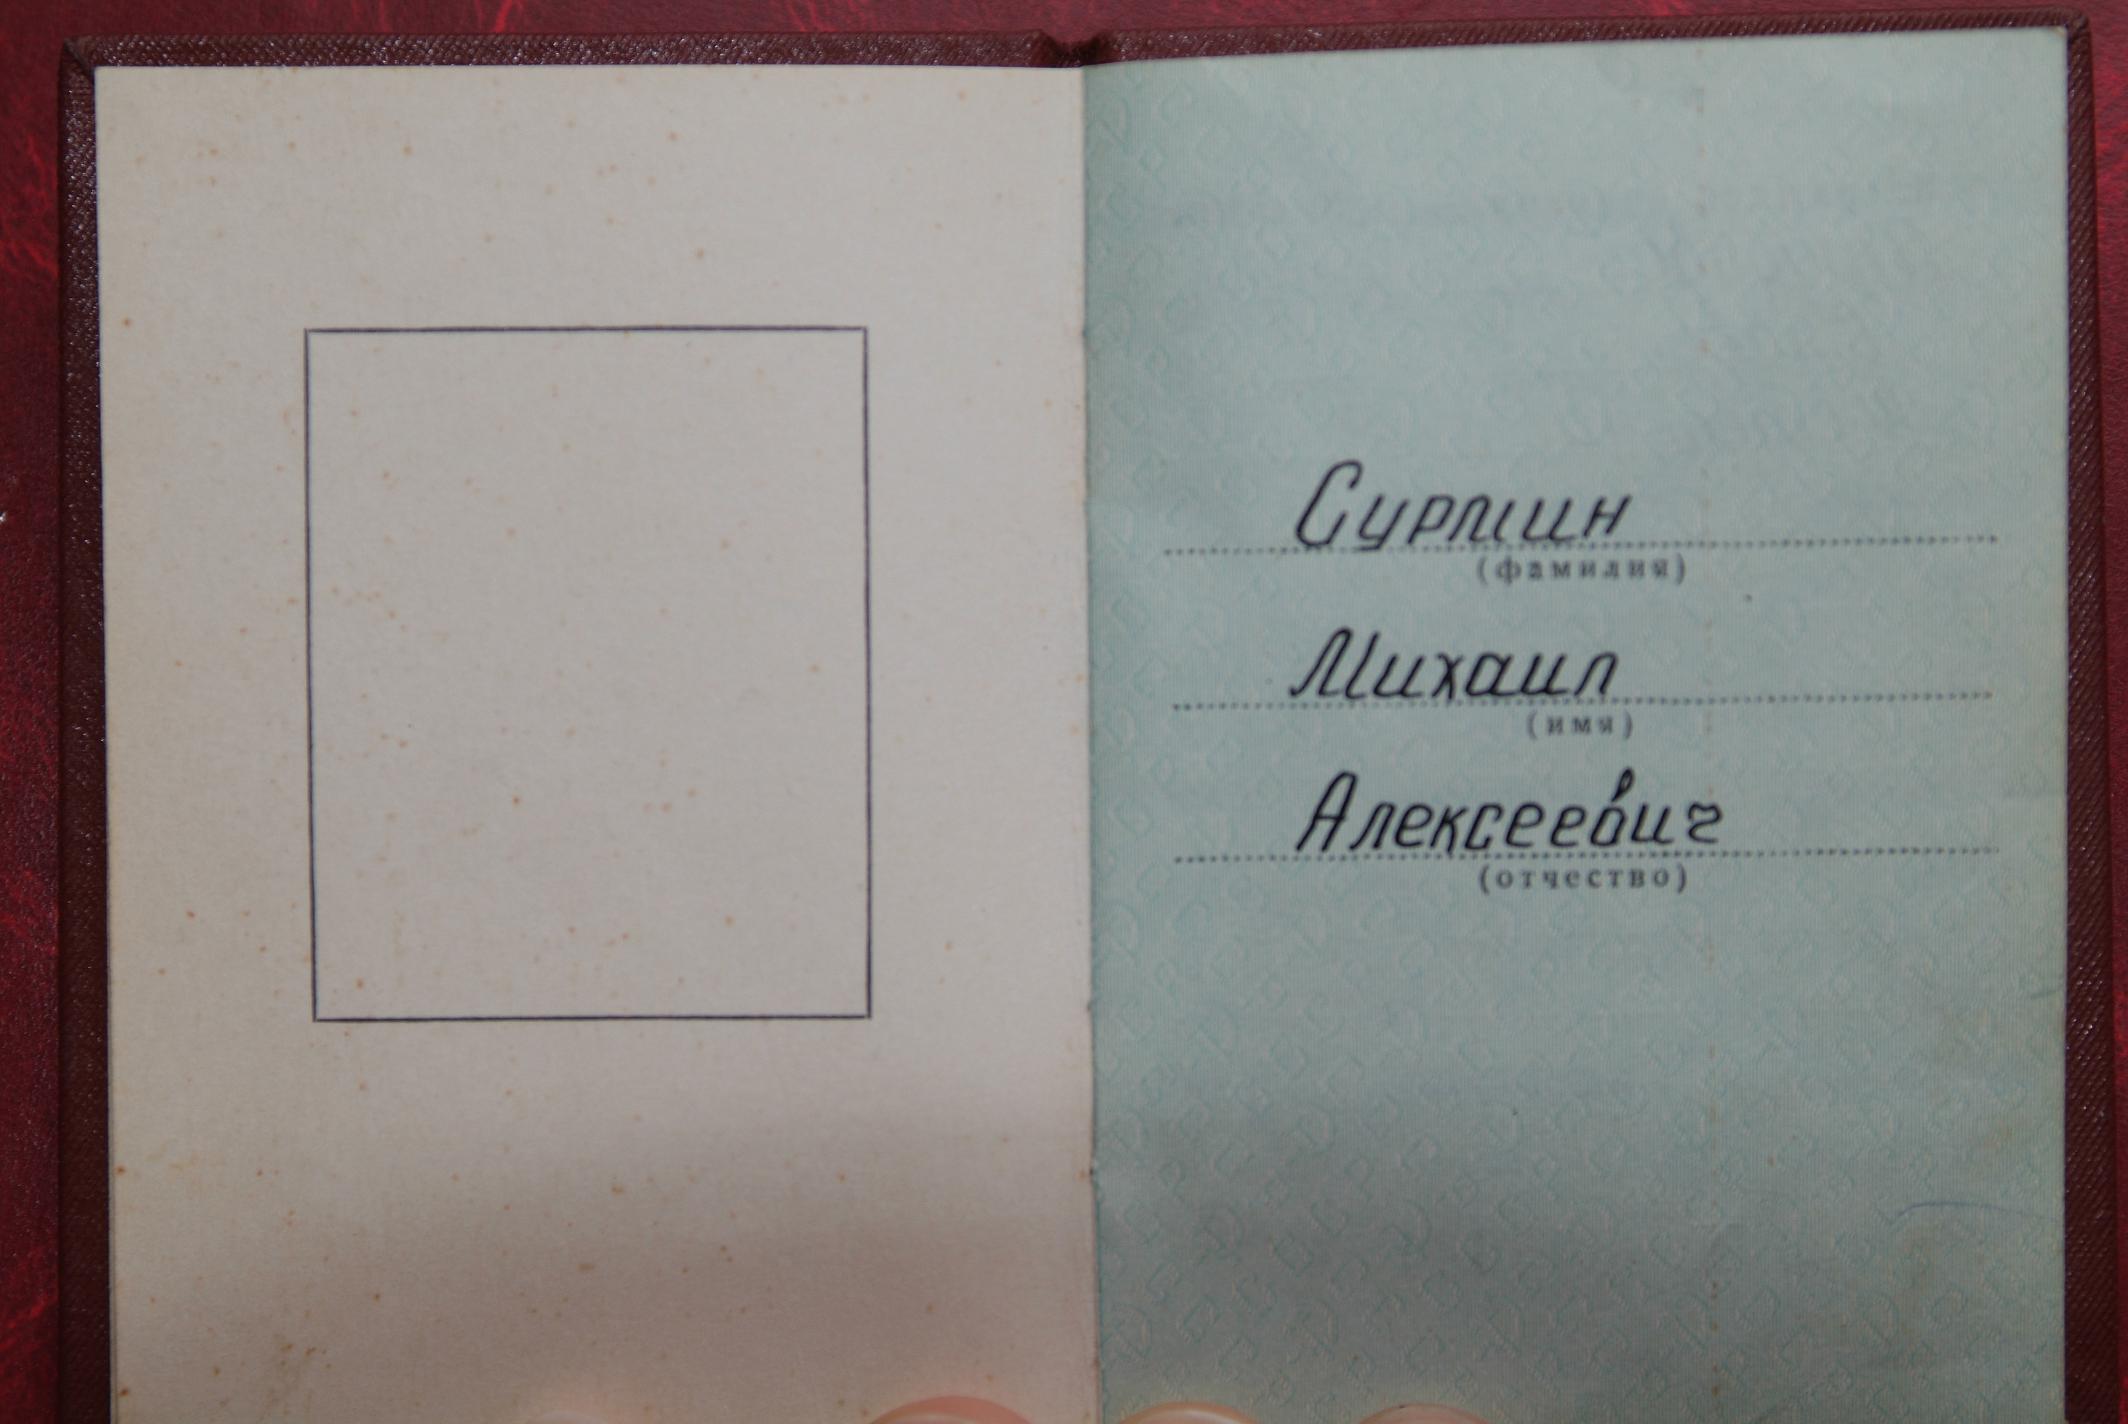 Сурмин
(фамилия)
Михаил
(имя)
Алексеевич
(отчество)